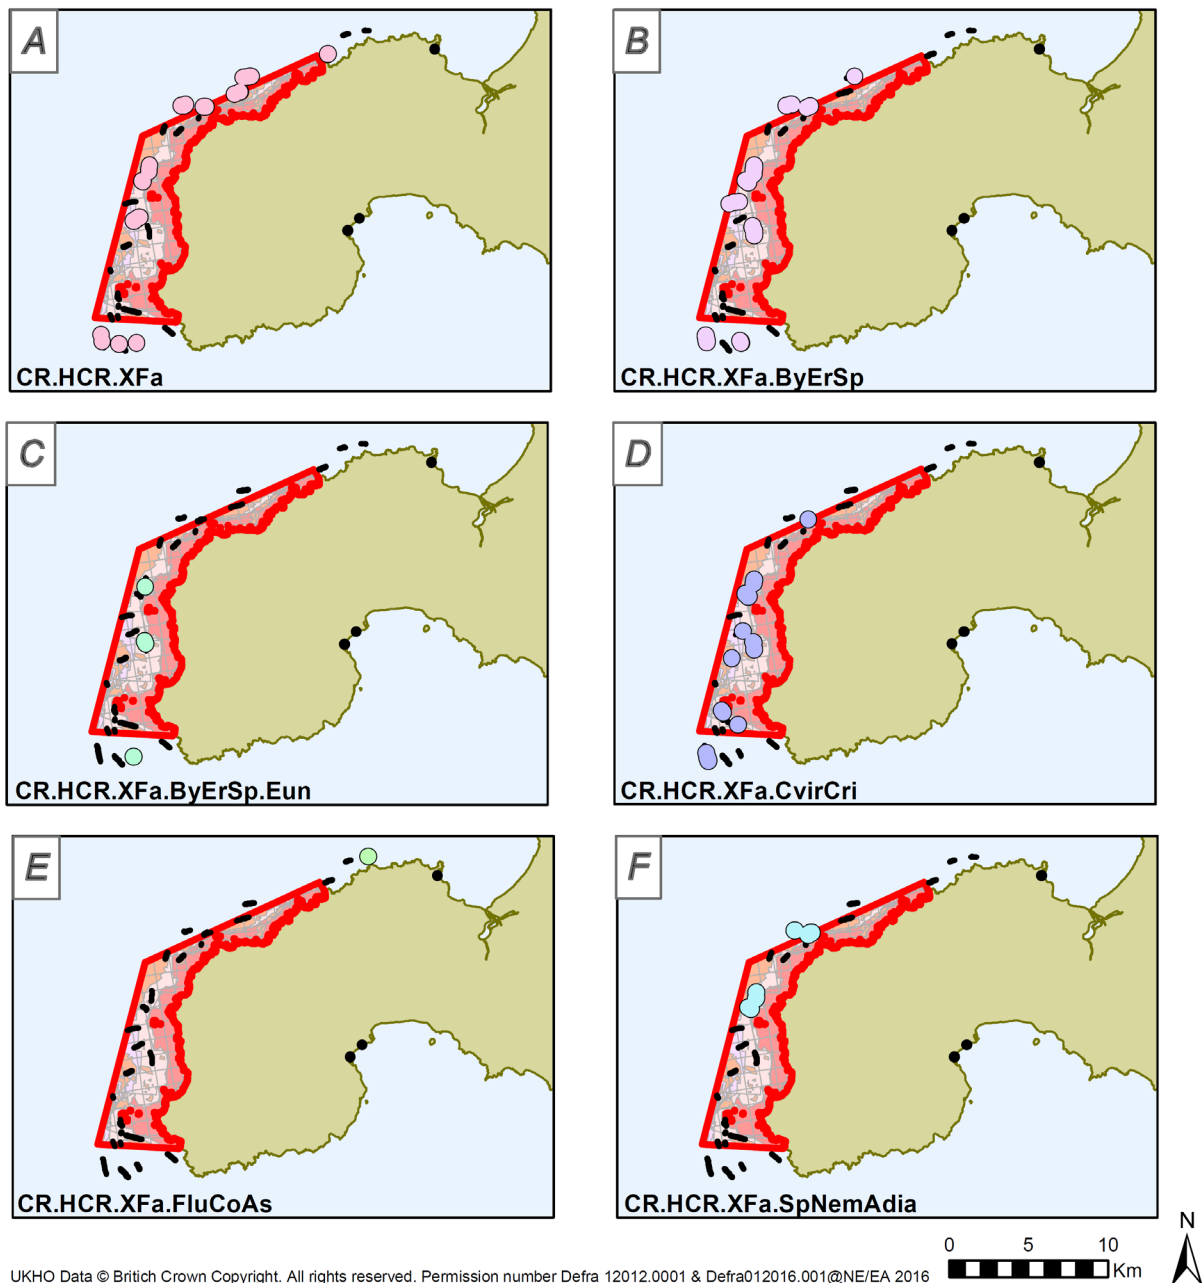 A
CR.HCR.XFa
B
CR.HCR.XFa.ByErSp
C
CR.HCR.XFa.ByErSp.Eun
D
CR.HCR.XFa.CvirCri
E
CR.HCR.XFa.FluCoAs
F
CR.HCR.XFa.SpNemAdia
0 5 10
Km
N
UKHO Data © Britich Crown Copyright. All rights reserved. Permission number Defra 12012.0001 & Defra012016.001@NE/EA 2016